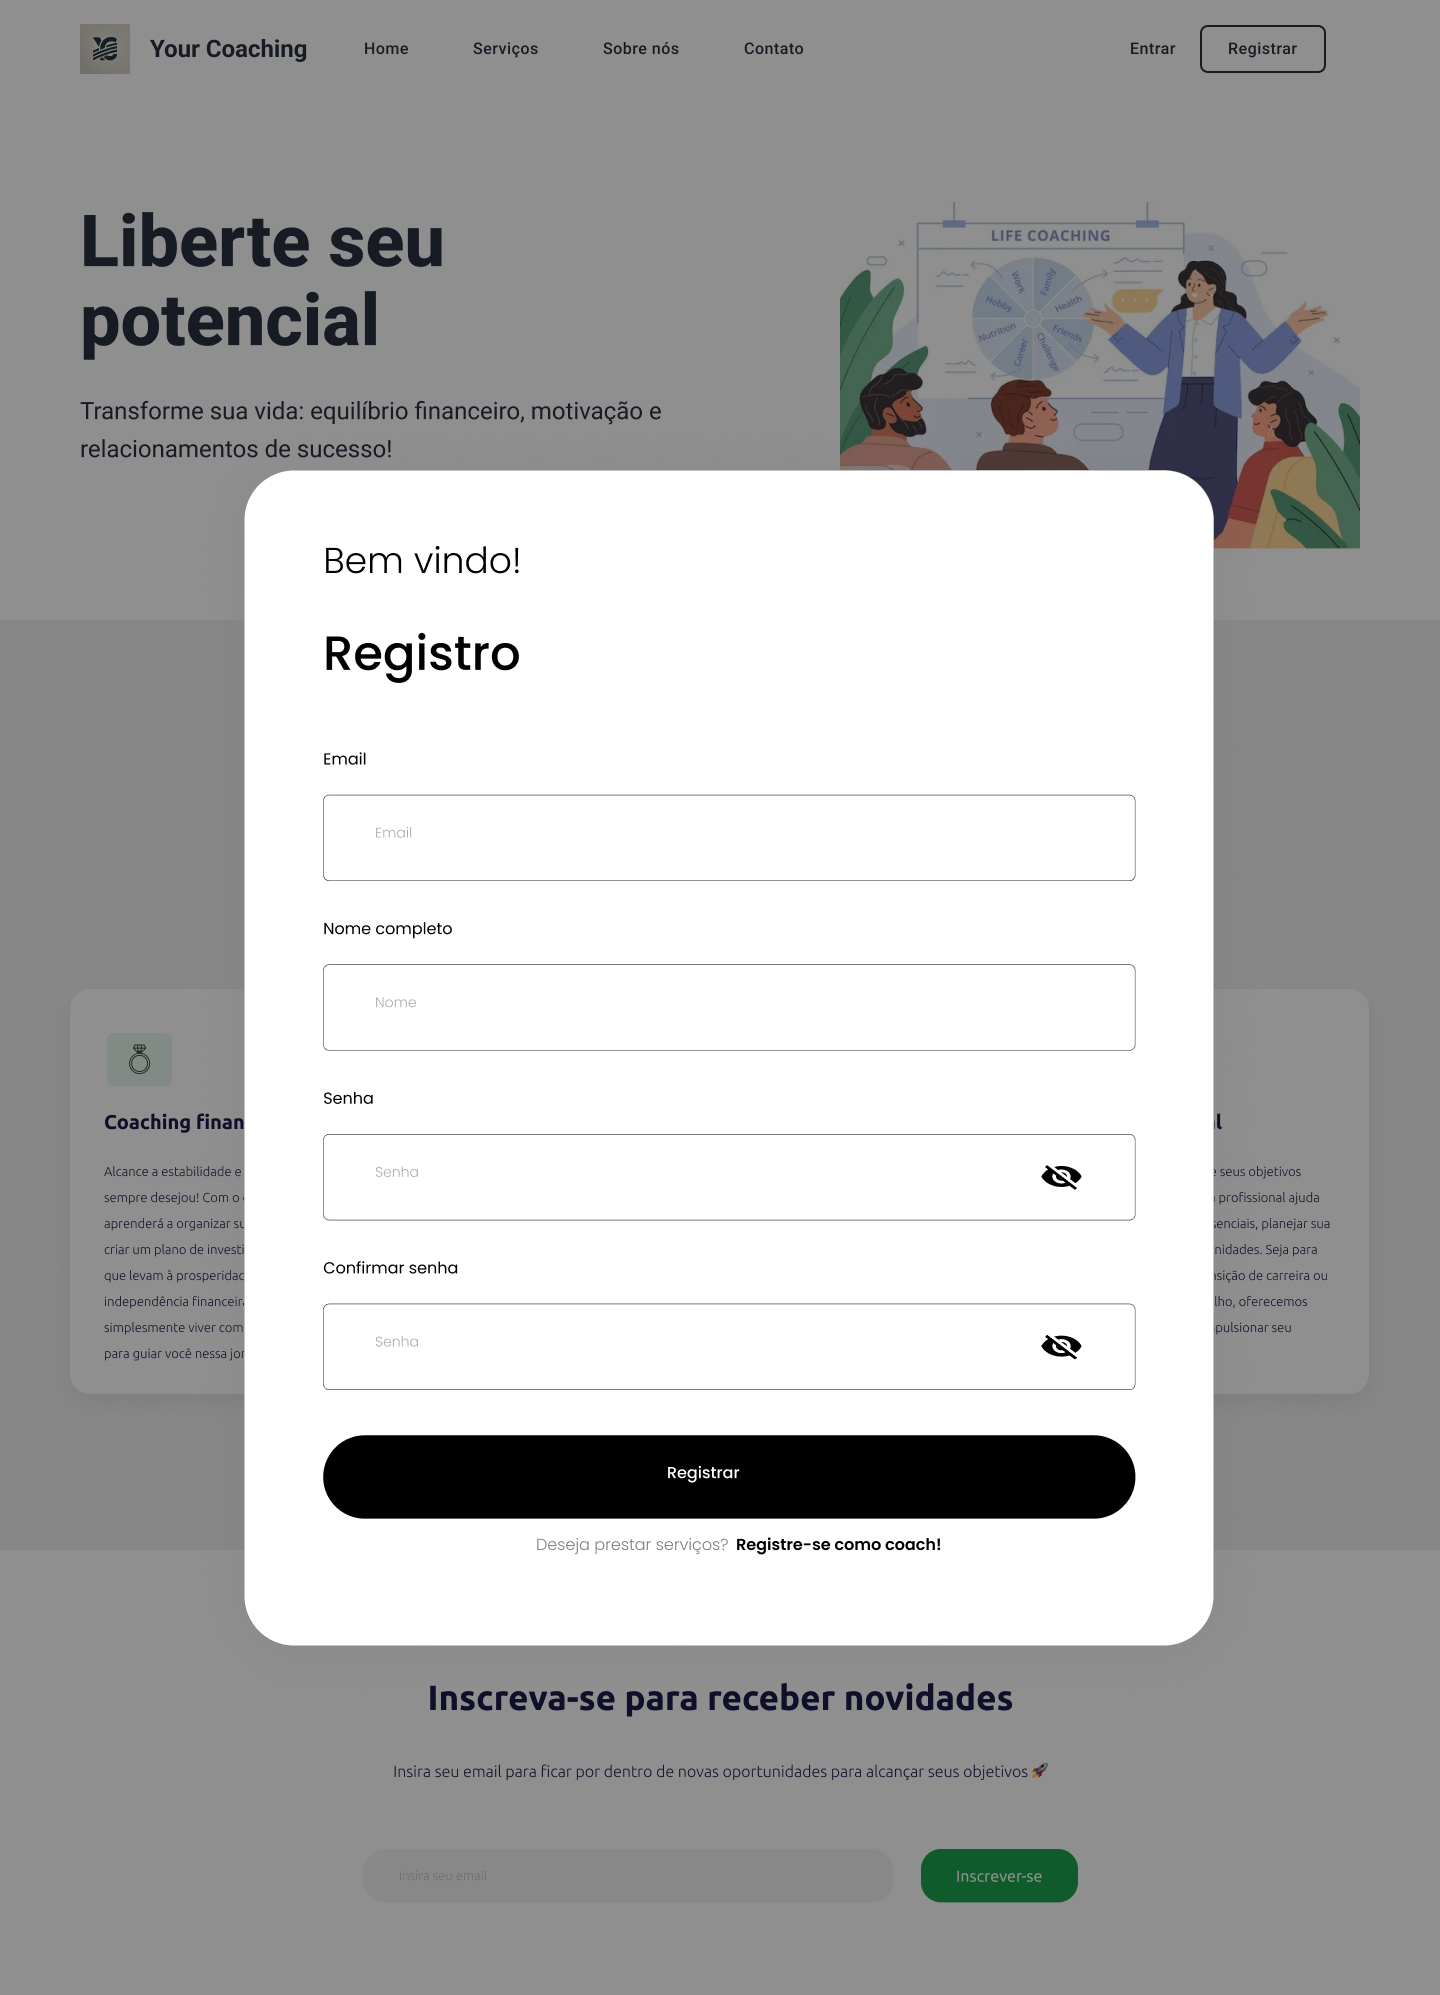 Your Coaching
Home
Serviços
Sobre nós
Contato
Entrar
Registrar
Liberte seu
potencial
Transforme sua vida: equilíbrio financeiro, motivação e
relacionamentos de sucesso!
LIFE COACHING
Work
Family
Hobby
Health
Nutrition
Friends
Career
Challenge
Bem vindo!
Registro
Email
Email
Nome completo
Nome
Senha
Senha
Confirmar senha
Senha
Registrar
Deseja prestar serviços? Registre-se como coach!
Coaching finan
Alcance a estabilidade e
sempre desejou! Com o
aprenderá a organizar su
criar um plano de investi
que levam à prosperidad
independência financeira
simplesmente viver com
para guiar você nessa jor
l
e seus objetivos
profissional ajuda
senciais, planejar sua
nidades. Seja para
nsição de carreira ou
lho, oferecemos
pulsionar seu
Inscreva-se para receber novidades
Insira seu email para ficar por dentro de novas oportunidades para alcançar seus objetivos 🚀
Insira seu email
Inscrever-se